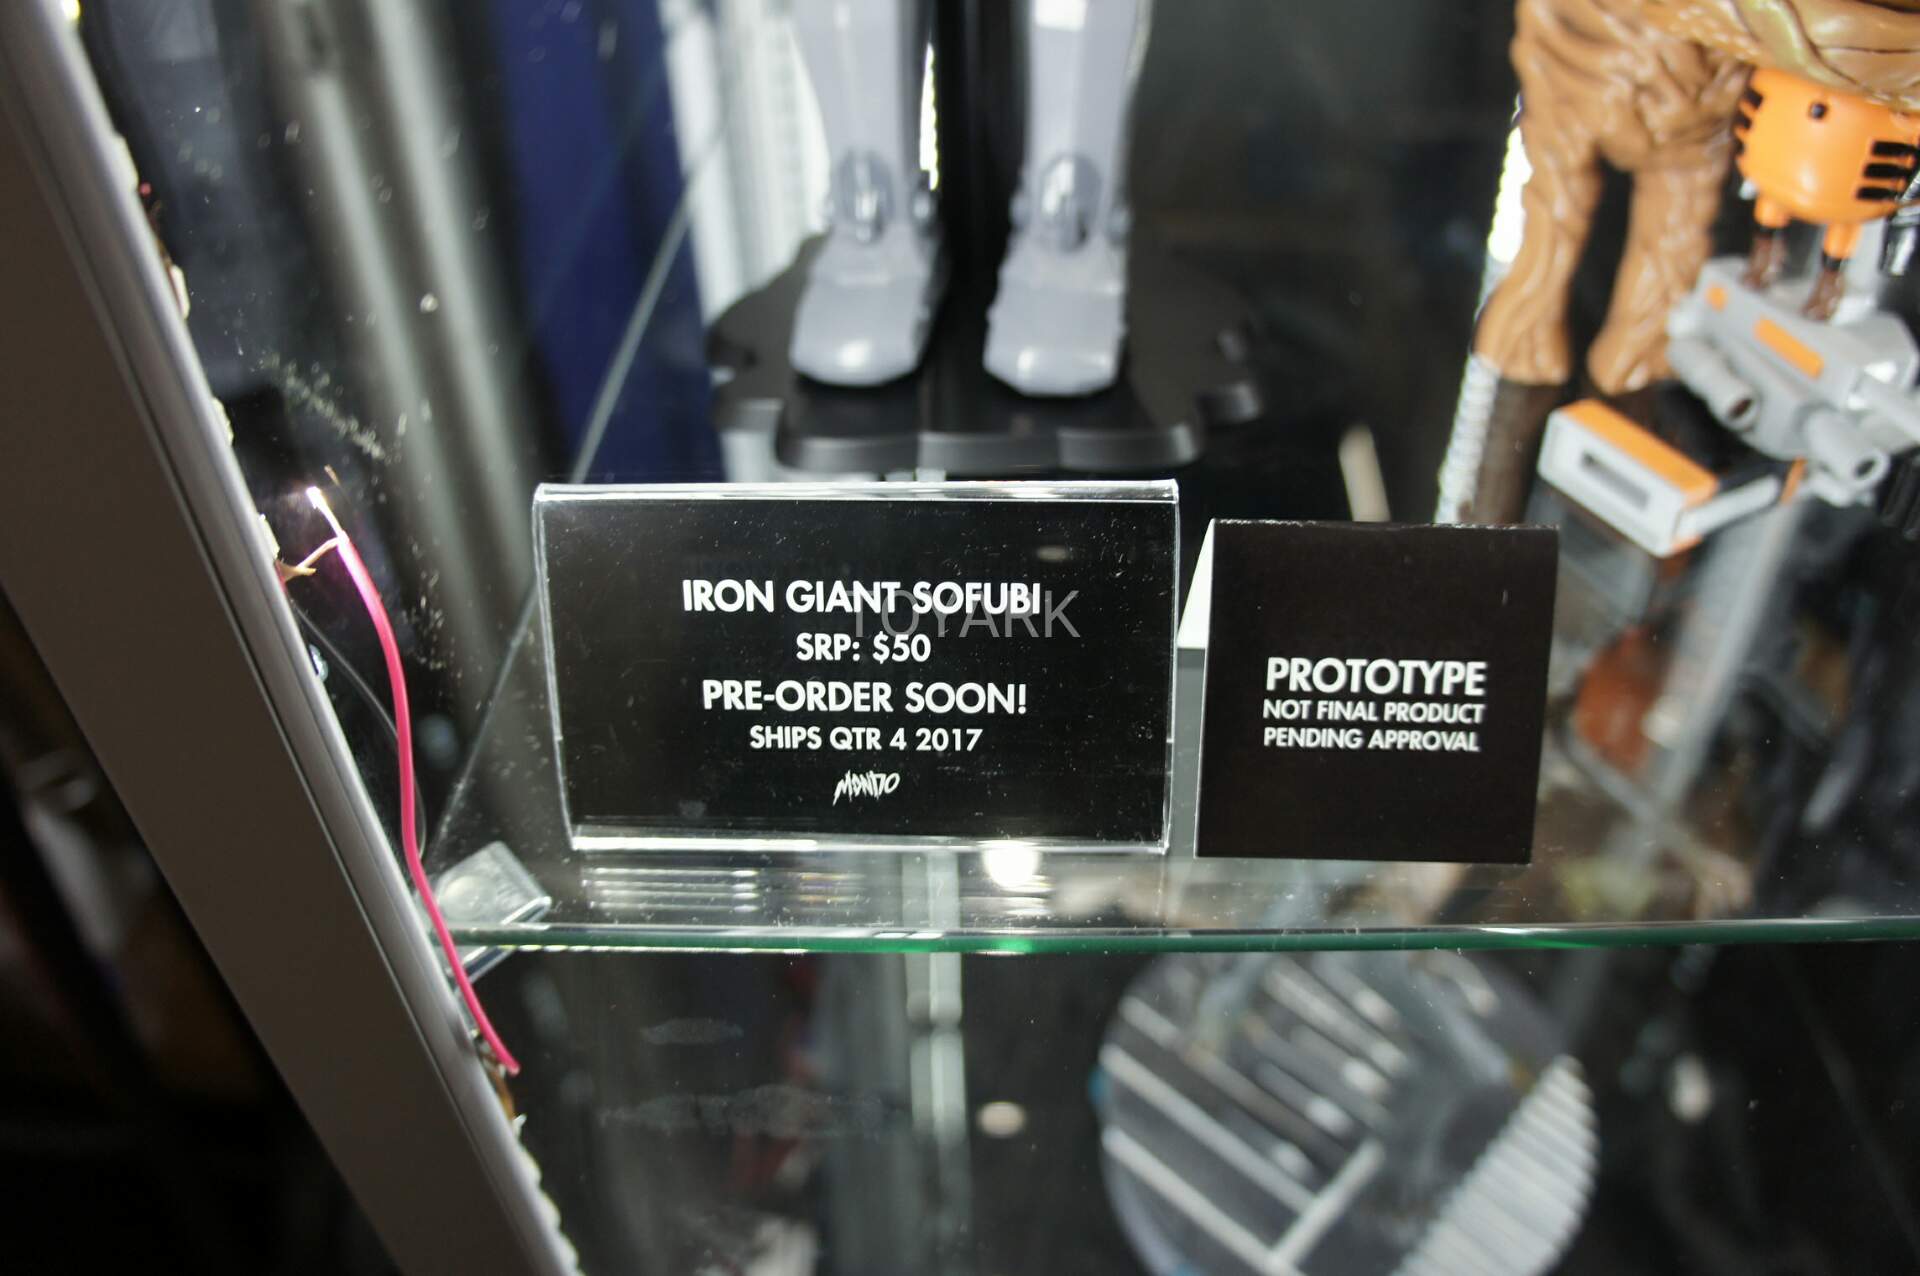 IRON GIANT SOFUBI
SRP: $50
PRE-ORDER SOON!
SHIPS QTR 4 2017
MONDO
TOYARK
PROTOTYPE
NOT FINAL PRODUCT
PENDING APPROVAL